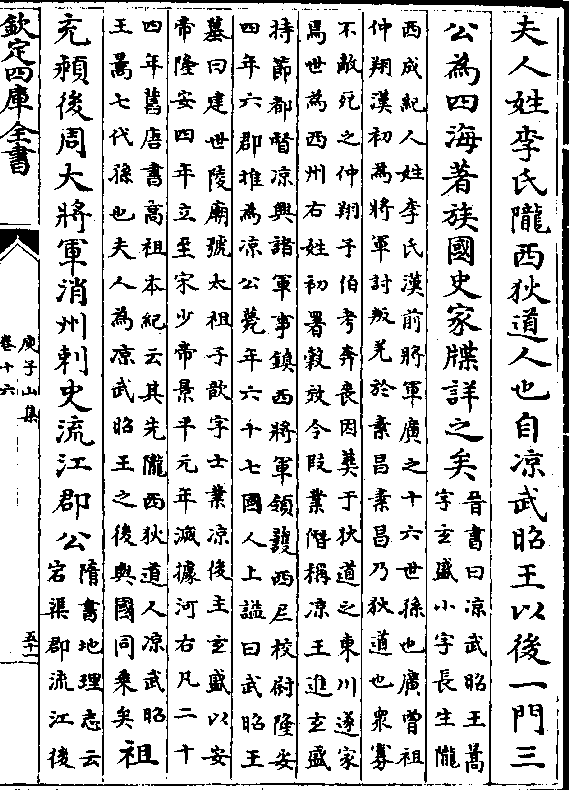 夫人姓李氏隴西狄道人也自凉武昭王以後一門三
公為四海著族國史家牒詳之矣
晉書曰凉武昭王暠
字玄盛小字長生隴
西成紀人姓李氏漢前將軍廣之十六世孫也廣曾祖
仲翔漢初為將軍討叛羌於素昌素昌乃狄道也衆寡
不敵死之仲翔子伯考奔喪因葬于狄道之東川遂家
焉世為西州右姓初署穀效令叚業僭稱凉王進玄盛
持節都督凉興諸軍事鎮西將軍領護西尼校尉隆安
四年六郡推為凉公薨年六千七國人上謚曰武昭王
墓曰建世陵廟號太祖子歆字士業凉後主玄盛以安
帝隆安四年立至宋少帝景平元年滅據河右凡二十
四年舊唐書高祖本紀云其先隴西狄道人凉武昭
王暠七代孫也夫人為凉武昭王之後與國同乗矣
祖
充頴後周大將軍消州刺史流江郡公
隋書地理志云
宕渠郡流江後
欽定四庫全書
庾子山集
卷十六
五十一